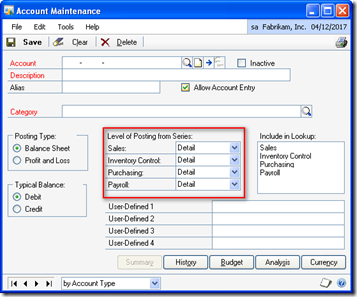 Account Maintenance
sa Fabrikam, Inc. 04/12/2017
File Edit Tools Help
Save Clear Delete
Account - - Inactive
Description
Alias Allow Account Entry
Category
Posting Type:
Balance Sheet
Profit and Loss
Typical Balance:
Debit
Credit
Level of Posting from Series:
Sales: Detail
Inventory Control: Detail
Purchasing: Detail
Payroll: Detail
Include in Lookup:
Sales
Inventory Control
Purchasing
Payroll
User-Defined 1
User-Defined 2
User-Defined 3
User-Defined 4
Summary History Budget Analysis Currency
by Account Type